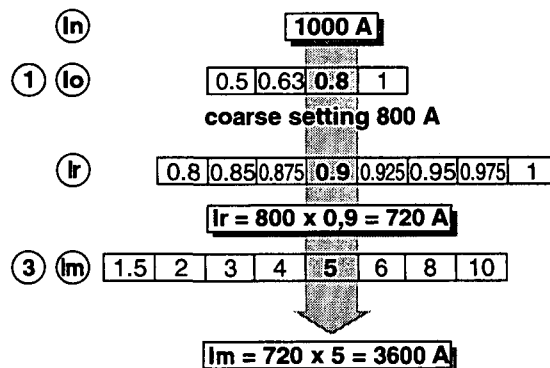 In 1000 A
1 Io 0.5 0.63 0.8 1
coarse setting 800 A
Ir 0.8 0.85 0.875 0.9 0.925 0.95 0.975 1
Ir = 800 x 0,9 = 720 A
3 Im 1.5 2 3 4 5 6 8 10
Im = 720 x 5 = 3600 A